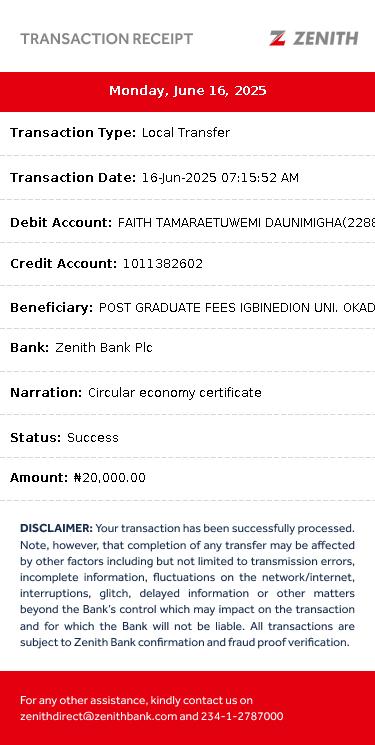 TRANSACTION RECEIPT
ZENITH
Monday, June 16, 2025
Transaction Type: Local Transfer
Transaction Date: 16-Jun-2025 07:15:52 AM
Debit Account: FAITH TAMARAETUWEMI DAUNIMIGHA(2288
Credit Account: 1011382602
Beneficiary: POST GRADUATE FEES IGBINEDION UNI. OKAD
Bank: Zenith Bank Plc
Narration: Circular economy certificate
Status: Success
Amount: ₦20,000.00
DISCLAIMER: Your transaction has been successfully processed.
Note, however, that completion of any transfer may be affected
by other factors including but not limited to transmission errors,
incomplete information, fluctuations on the network/internet,
interruptions, glitch, delayed information or other matters
beyond the Bank's control which may impact on the transaction
and for which the Bank will not be liable. All transactions are
subject to Zenith Bank confirmation and fraud proof verification.
For any other assistance, kindly contact us on
zenithdirect@zenithbank.com and 234-1-2787000